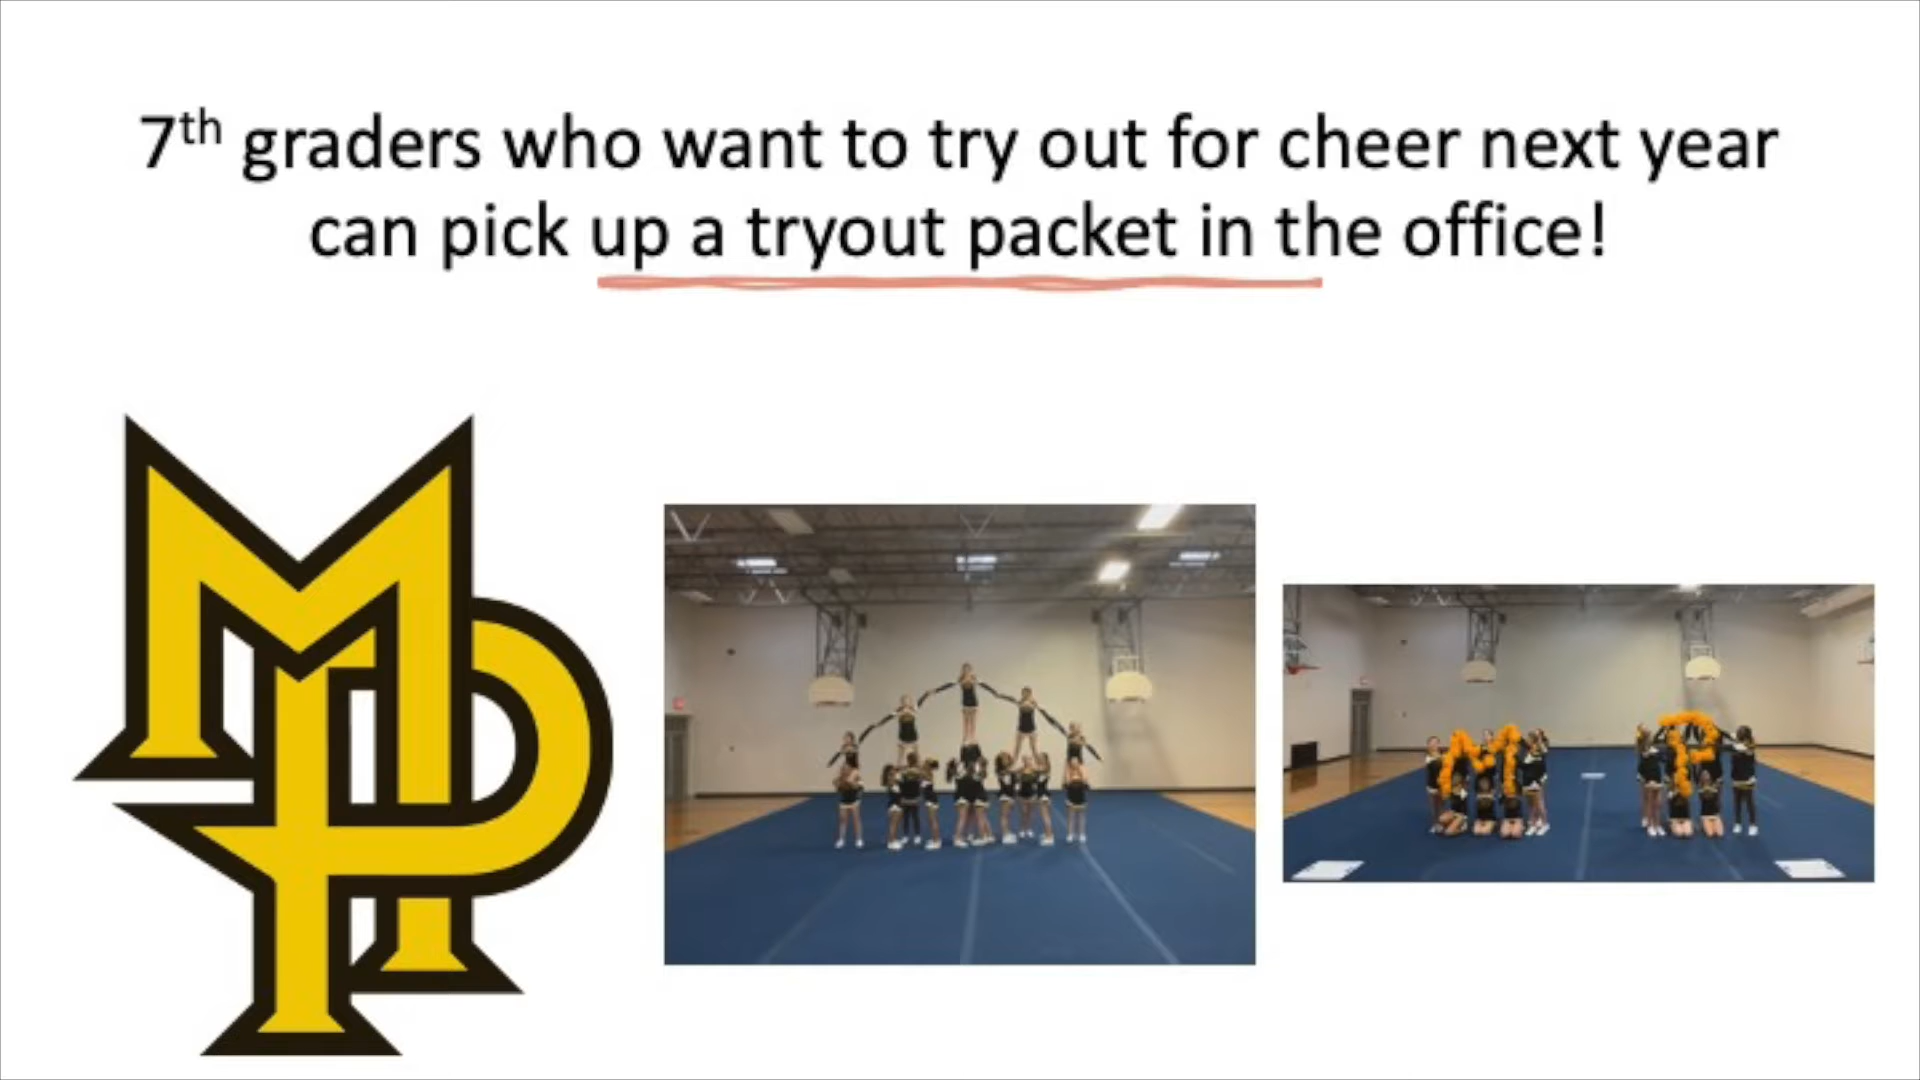 7th graders who want to try out for cheer next year
can pick up a tryout packet in the office!
MP